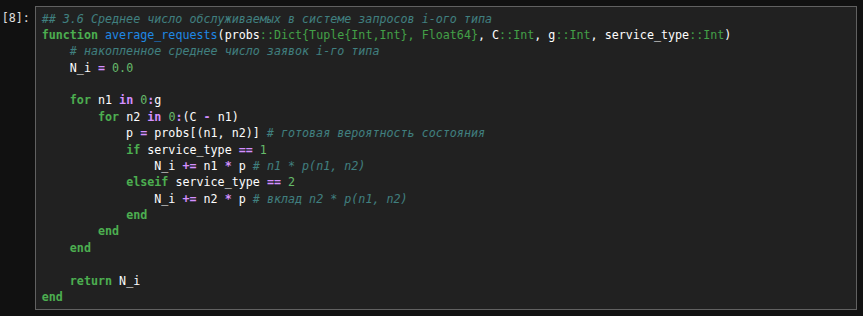 [8]:
## 3.6 Среднее число обслуживаемых в системе запросов i-ого типа
function average_requests(probs::Dict{Tuple{Int,Int}, Float64}, C::Int, g::Int, service_type::Int)
    # накопленное среднее число заявок i-го типа
    N_i = 0.0

    for n1 in 0:g
        for n2 in 0:(C - n1)
            p = probs[(n1, n2)] # готовая вероятность состояния
            if service_type == 1
                N_i += n1 * p # n1 * p(n1, n2)
            elseif service_type == 2
                N_i += n2 * p # вклад n2 * p(n1, n2)
            end
        end
    end

    return N_i
end